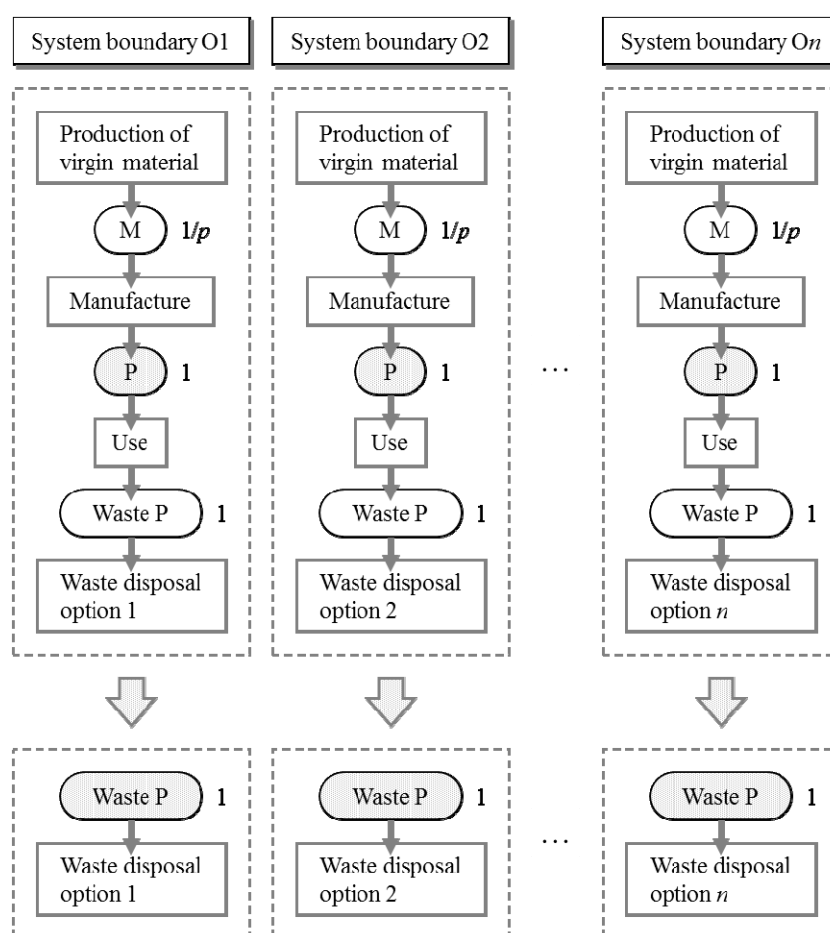 System boundary O1
System boundary O2
System boundary On
Production of
virgin material
M
1/p
Manufacture
P
1
Use
Waste P
1
Waste disposal
option 1
Production of
virgin material
M
1/p
Manufacture
P
1
Use
Waste P
1
Waste disposal
option 2
...
Production of
virgin material
M
1/p
Manufacture
P
1
Use
Waste P
1
Waste disposal
option n
Waste P
1
Waste disposal
option 1
Waste P
1
Waste disposal
option 2
...
Waste P
1
Waste disposal
option n